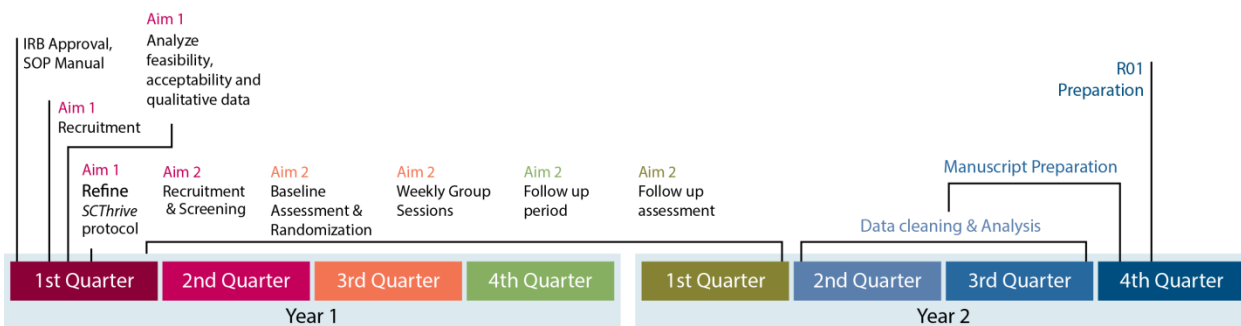 IRB Approval,
SOP Manual
Aim 1
Recruitment
Aim 1
Analyze
feasibility,
acceptability and
qualitative data
Aim 1
Refine
SCThrive
protocol
Aim 2
Recruitment
& Screening
Aim 2
Baseline
Assessment &
Randomization
Aim 2
Weekly Group
Sessions
Aim 2
Follow up
period
Aim 2
Follow up
assessment
Data cleaning & Analysis
Manuscript Preparation
R01
Preparation
1st Quarter
2nd Quarter
3rd Quarter
4th Quarter
1st Quarter
2nd Quarter
3rd Quarter
4th Quarter
Year 1
Year 2